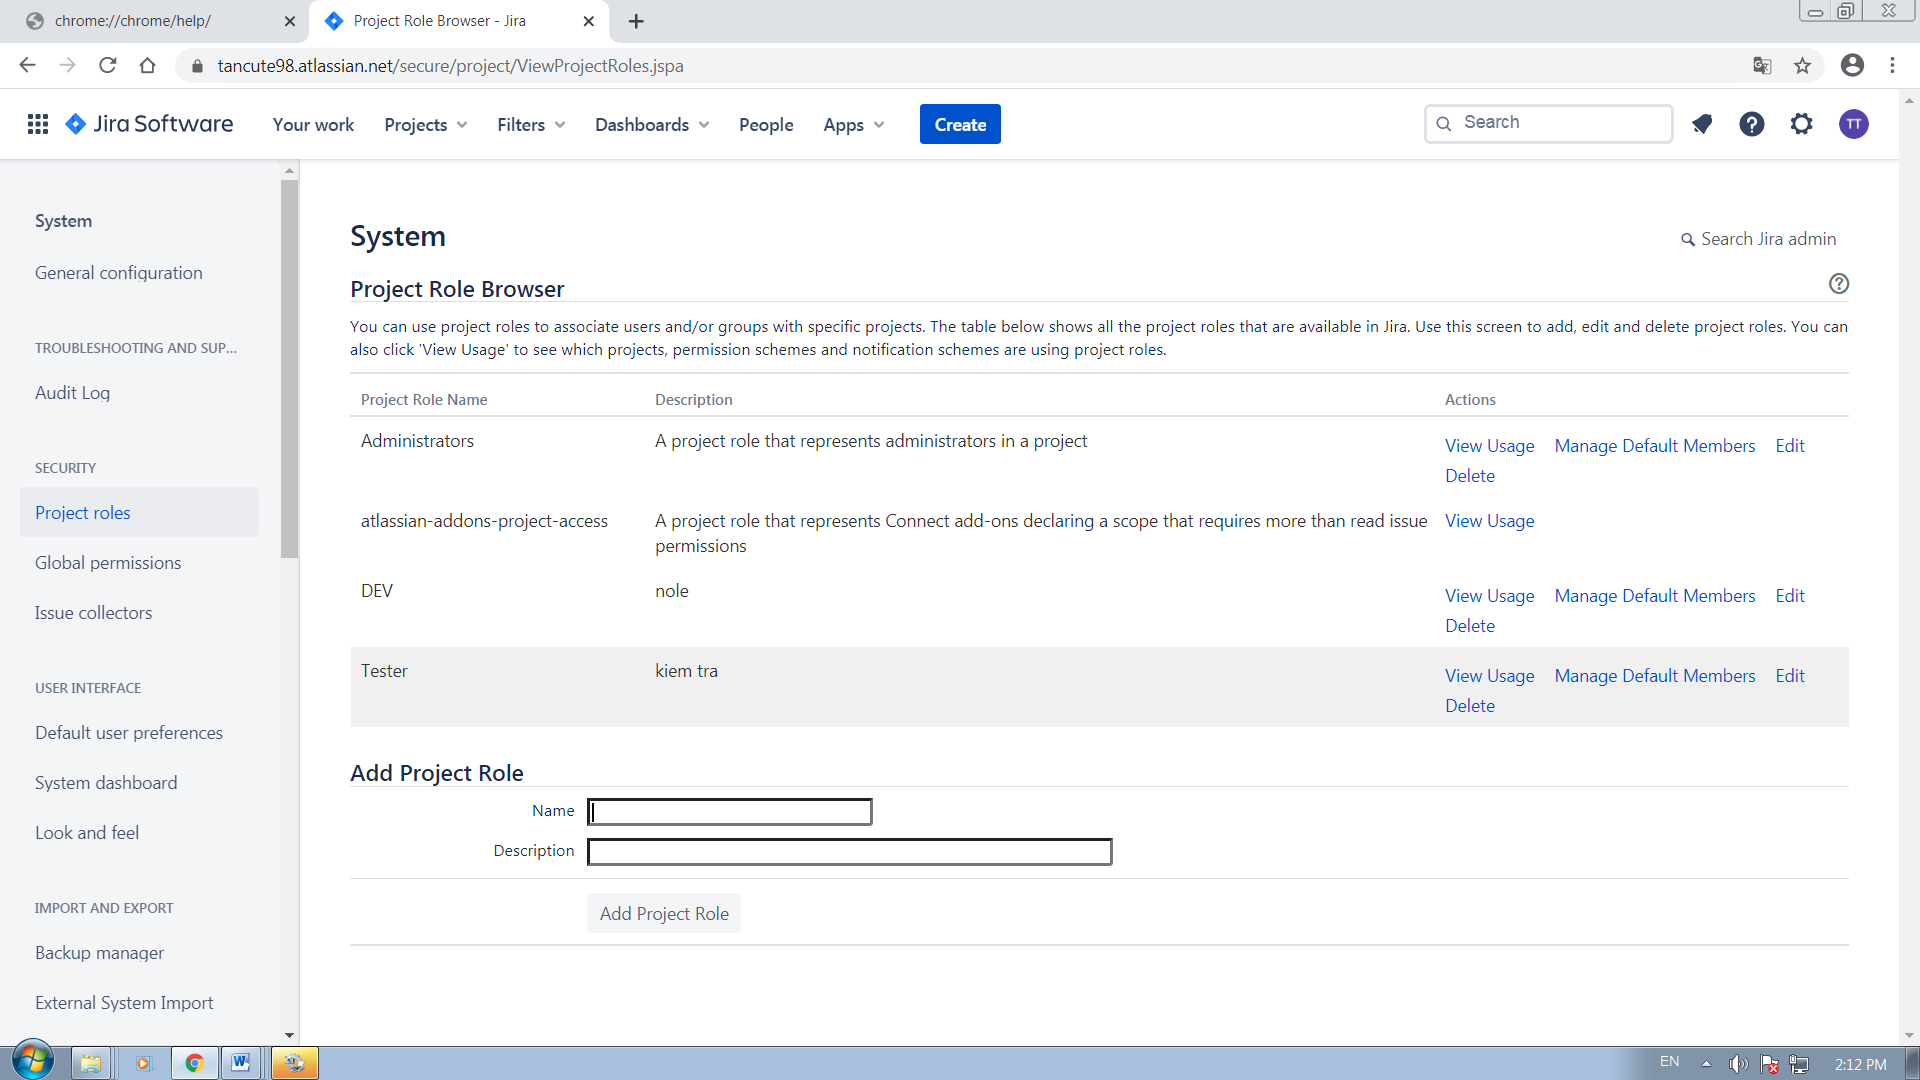 chrome://chrome/help/
Project Role Browser - Jira
tancute98.atlassian.net/secure/project/ViewProjectRoles.jspa
Jira Software
Your work
Projects
Filters
Dashboards
People
Apps
Create
Search
TT
System
General configuration
TROUBLESHOOTING AND SUP...
Audit Log
SECURITY
Project roles
Global permissions
Issue collectors
USER INTERFACE
Default user preferences
System dashboard
Look and feel
IMPORT AND EXPORT
Backup manager
External System Import
System
Search Jira admin
Project Role Browser
You can use project roles to associate users and/or groups with specific projects. The table below shows all the project roles that are available in Jira. Use this screen to add, edit and delete project roles. You can
also click 'View Usage' to see which projects, permission schemes and notification schemes are using project roles.
Project Role Name Description Actions
Administrators A project role that represents administrators in a project View Usage Manage Default Members Edit
Delete
atlassian-addons-project-access A project role that represents Connect add-ons declaring a scope that requires more than read issue View Usage
permissions
DEV nole View Usage Manage Default Members Edit
Delete
Tester kiem tra View Usage Manage Default Members Edit
Delete
Add Project Role
Name
Description
Add Project Role
EN
2:12 PM